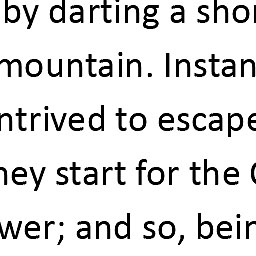 by darting a shor
mountain. Instan
ntrived to escape
hey start for the
wer; and so, bein